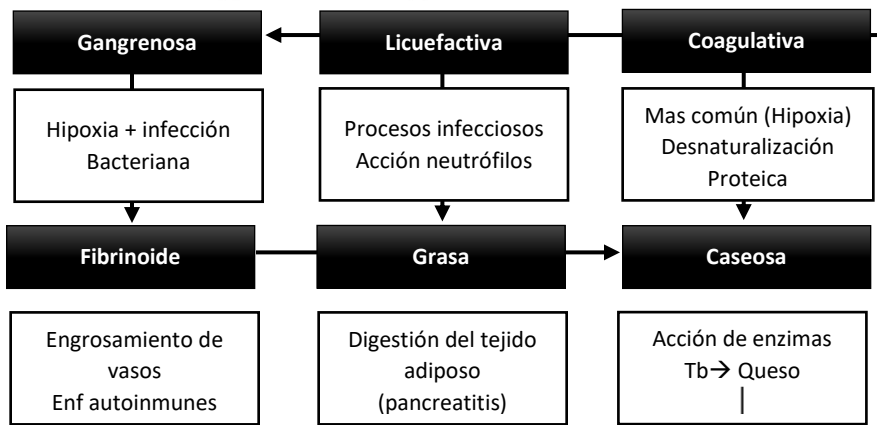 Gangrenosa
Licuefactiva
Coagulativa
Hipoxia + infección
Bacteriana
Procesos infecciosos
Acción neutrófilos
Mas común (Hipoxia)
Desnaturalización
Proteica
Fibrinoide
Grasa
Caseosa
Engrosamiento de
vasos
Enf autoinmunes
Digestión del tejido
adiposo
(pancreatitis)
Acción de enzimas
Tb→ Queso